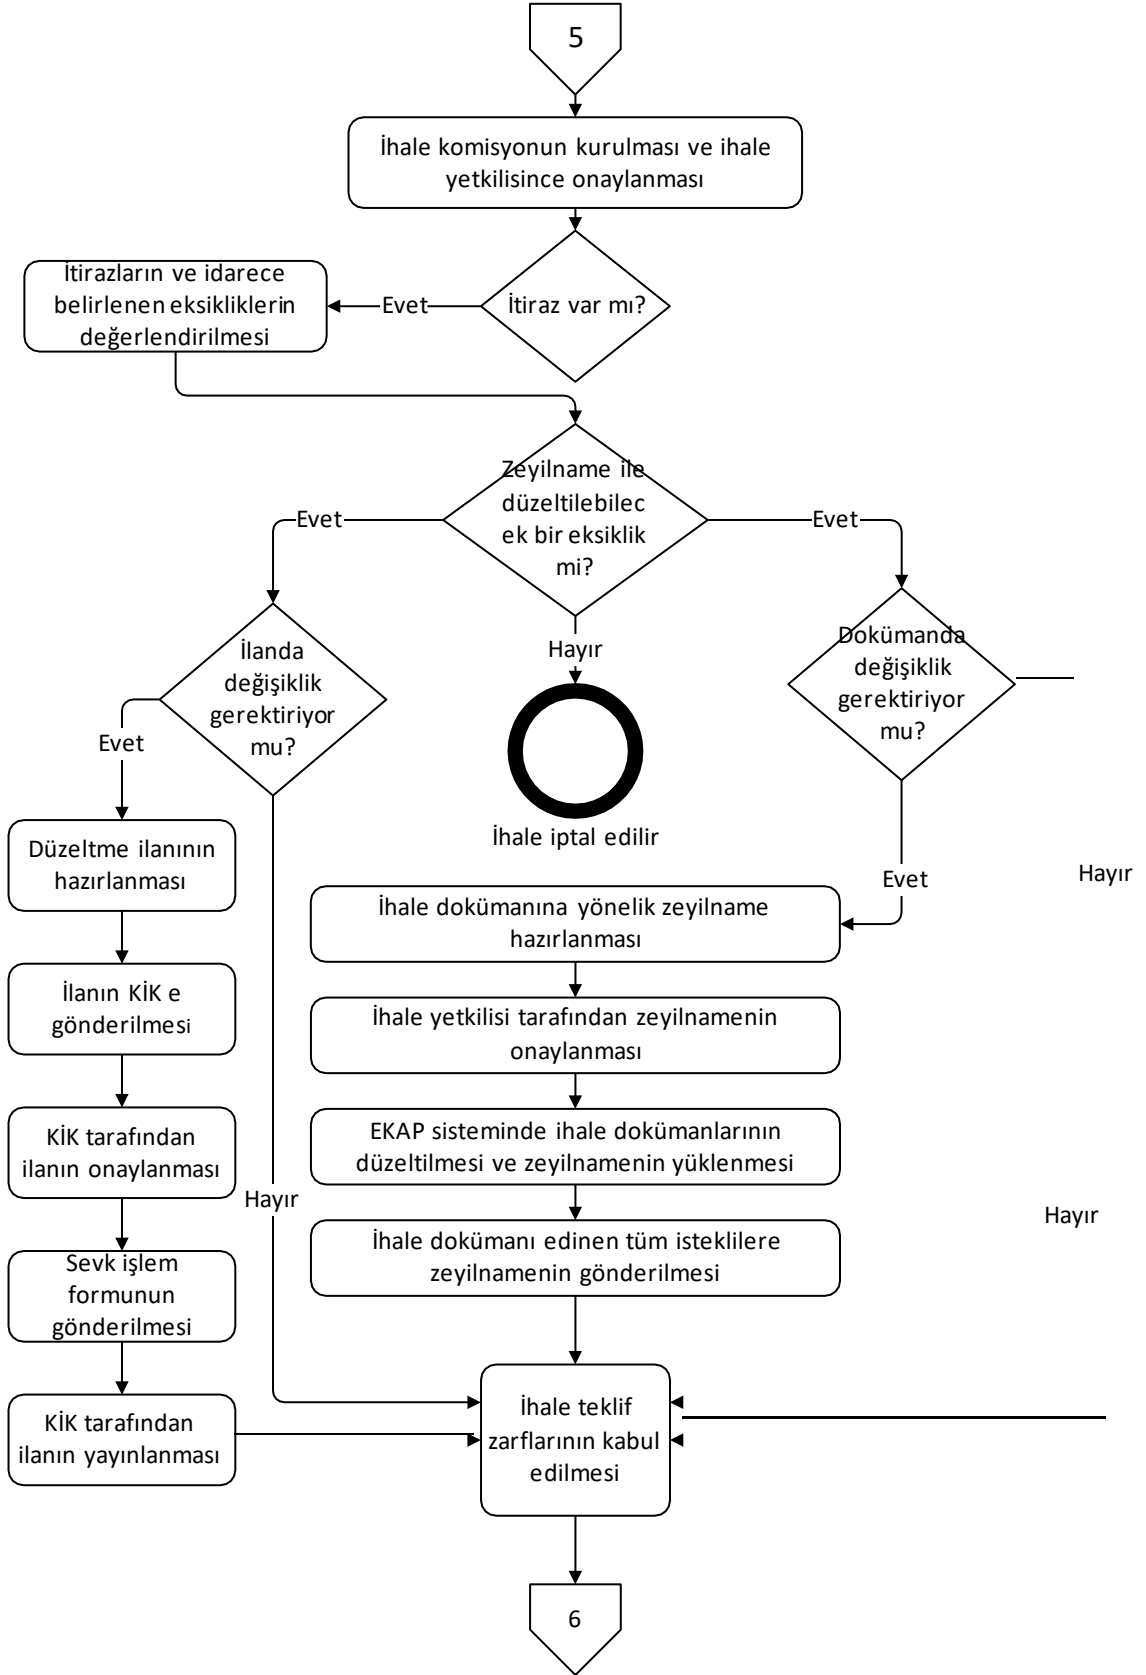 5
İhale komisyonun kurulması ve ihale
yetkilisince onaylanması
İtirazların ve idarece
belirlenen eksikliklerin
değerlendirilmesi
Evet
İtiraz var mı?
Zeyilname ile
düzeltilebilec
ek bir eksiklik
mi?
Evet
Evet
Hayır
İlanda
değişiklik
gerektiriyor
mu?
Dokümanda
değişiklik
gerektiriyor
mu?
Evet
İhale iptal edilir
Düzeltme ilanının
hazırlanması
Evet
Hayır
İhale dokümanına yönelik zeyilname
hazırlanması
İlanın KİK e
gönderilmesi
İhale yetkilisi tarafından zeyilnamenin
onaylanması
KİK tarafından
ilanın onaylanması
EKAP sisteminde ihale dokümanlarının
düzeltilmesi ve zeyilnamenin yüklenmesi
Hayır
Hayır
Sevk işlem
formunun
gönderilmesi
İhale dokümanı edinen tüm isteklilere
zeyilnamenin gönderilmesi
KİK tarafından
ilanın yayınlanması
İhale teklif
zarflarının kabul
edilmesi
6